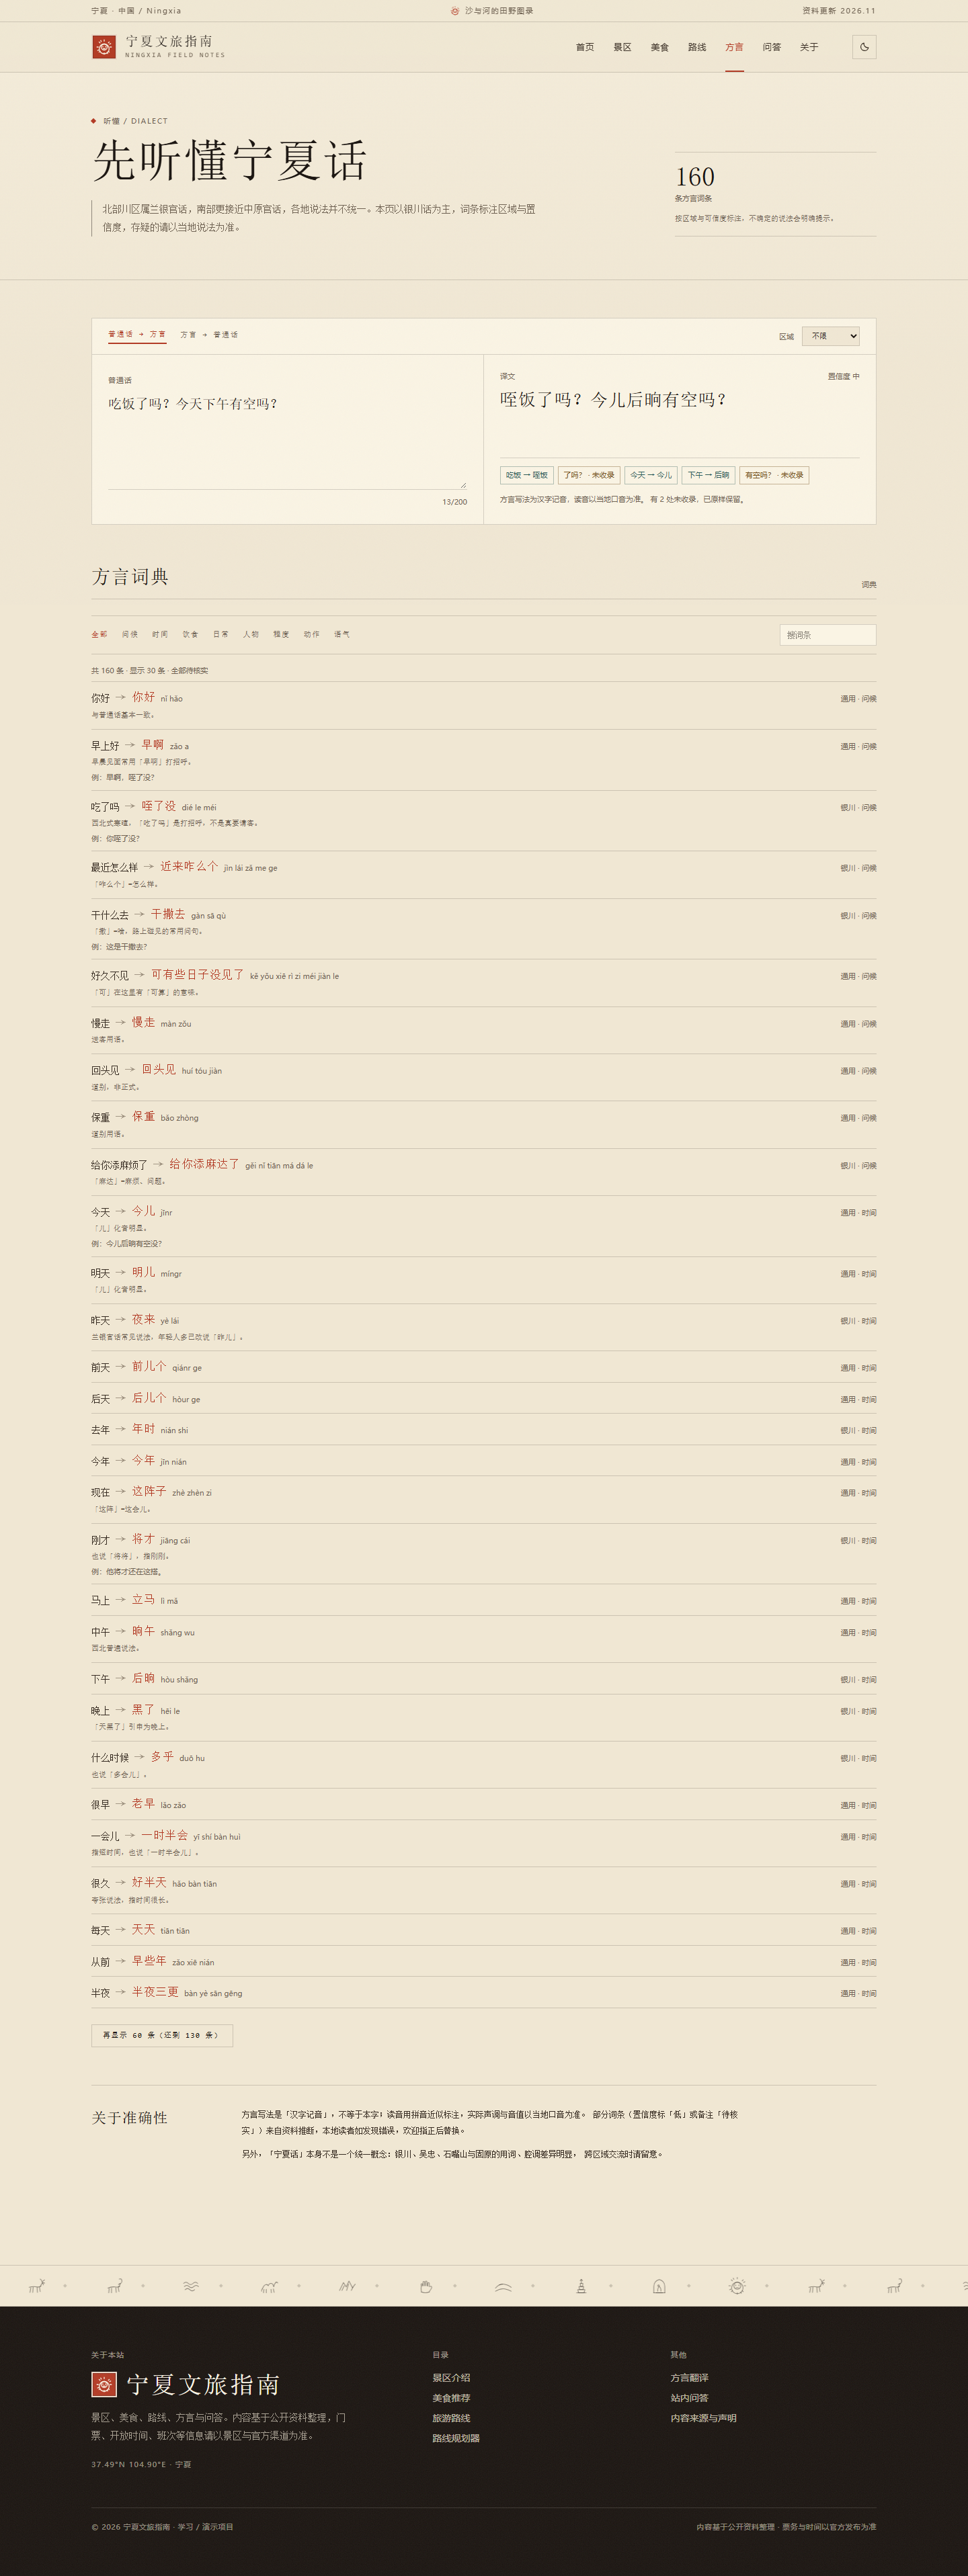 宁夏 · 中国 / Ningxia
沙与河的田野图录
资料更新 2026.11
宁夏文旅指南
NINGXIA FIELD NOTES
首页 景区 美食 路线 方言 问答 关于
听懂 / DIALECT
先听懂宁夏话
北部川区属兰银官话，南部更接近中原官话，各地说法并不统一。本页以银川话为主，词条标注区域与置
信度，存疑的请以当地说法为准。
160
条方言词条
按区域与可信度标注，不确定的说法会明确提示。
普通话 → 方言 方言 → 普通话
区域 不限
普通话
吃饭了吗？今天下午有空吗？
13/200
译文
置信度 中
咥饭了吗？今儿后晌有空吗？
吃饭 → 咥饭 了吗？ · 未收录 今天 → 今儿 下午 → 后晌 有空吗？ · 未收录
方言写法为汉字记音，读音以当地口音为准。 有 2 处未收录，已原样保留。
方言词典
词典
全部 问候 时间 饮食 日常 人物 程度 动作 语气
搜词条
共 160 条 · 显示 30 条 · 全部待核实
你好 → 你好 nǐ hǎo 通用 · 问候
与普通话基本一致。
早上好 → 早啊 zǎo a 通用 · 问候
早晨见面常用「早啊」打招呼。
例：早啊，咥了没？
吃了吗 → 咥了没 dié le méi 银川 · 问候
西北式寒暄，「吃了吗」是打招呼，不是真要请客。
例：你咥了没？
最近怎么样 → 近来咋么个 jìn lái zǎ me ge 银川 · 问候
「咋么个」=怎么样。
干什么去 → 干撒去 gàn sā qù 银川 · 问候
「撒」=啥，路上碰见的常用问句。
例：这是干撒去？
好久不见 → 可有些日子没见了 kě yǒu xiē rì zi méi jiàn le 通用 · 问候
「可」在这里有「可算」的意味。
慢走 → 慢走 màn zǒu 通用 · 问候
送客用语。
回头见 → 回头见 huí tóu jiàn 通用 · 问候
道别，非正式。
保重 → 保重 bǎo zhòng 通用 · 问候
道别用语。
给你添麻烦了 → 给你添麻达了 gěi nǐ tiān má dá le 银川 · 问候
「麻达」=麻烦、问题。
今天 → 今儿 jīnr 通用 · 时间
「儿」化音明显。
例：今儿后晌有空没？
明天 → 明儿 míngr 通用 · 时间
「儿」化音明显。
昨天 → 夜来 yè lái 银川 · 时间
兰银官话常见说法，年轻人多已改说「昨儿」。
前天 → 前儿个 qiánr ge 通用 · 时间
后天 → 后儿个 hòur ge 通用 · 时间
去年 → 年时 nián shi 银川 · 时间
今年 → 今年 jīn nián 通用 · 时间
现在 → 这阵子 zhè zhèn zi 通用 · 时间
「这阵」=这会儿。
刚才 → 将才 jiāng cái 银川 · 时间
也说「将将」，指刚刚。
例：他将才还在这搭。
马上 → 立马 lì mǎ 通用 · 时间
中午 → 晌午 shǎng wu 通用 · 时间
西北普遍说法。
下午 → 后晌 hòu shǎng 银川 · 时间
晚上 → 黑了 hēi le 银川 · 时间
「天黑了」引申为晚上。
什么时候 → 多乎 duō hu 银川 · 时间
也说「多会儿」。
很早 → 老早 lǎo zǎo 通用 · 时间
一会儿 → 一时半会 yī shí bàn huì 通用 · 时间
指短时间，也说「一时半会儿」。
很久 → 好半天 hǎo bàn tiān 通用 · 时间
夸张说法，指时间很长。
每天 → 天天 tiān tiān 通用 · 时间
从前 → 早些年 zǎo xiē nián 通用 · 时间
半夜 → 半夜三更 bàn yè sān gēng 通用 · 时间
再显示 60 条（还剩 130 条）
关于准确性
方言写法是「汉字记音」，不等于本字；读音用拼音近似标注，实际声调与音值以当地口音为准。 部分词条（置信度标「低」或备注「待核
实」）来自资料推断，本地读者如发现错误，欢迎指正后替换。
另外，「宁夏话」本身不是一个统一概念：银川、吴忠、石嘴山与固原的用词、腔调差异明显， 跨区域交流时请留意。
关于本站
宁夏文旅指南
景区、美食、路线、方言与问答。内容基于公开资料整理，门
票、开放时间、班次等信息请以景区与官方渠道为准。
37.49°N 104.90°E · 宁夏
目录
景区介绍
美食推荐
旅游路线
路线规划器
其他
方言翻译
站内问答
内容来源与声明
© 2026 宁夏文旅指南 · 学习 / 演示项目
内容基于公开资料整理 · 票务与时间以官方发布为准